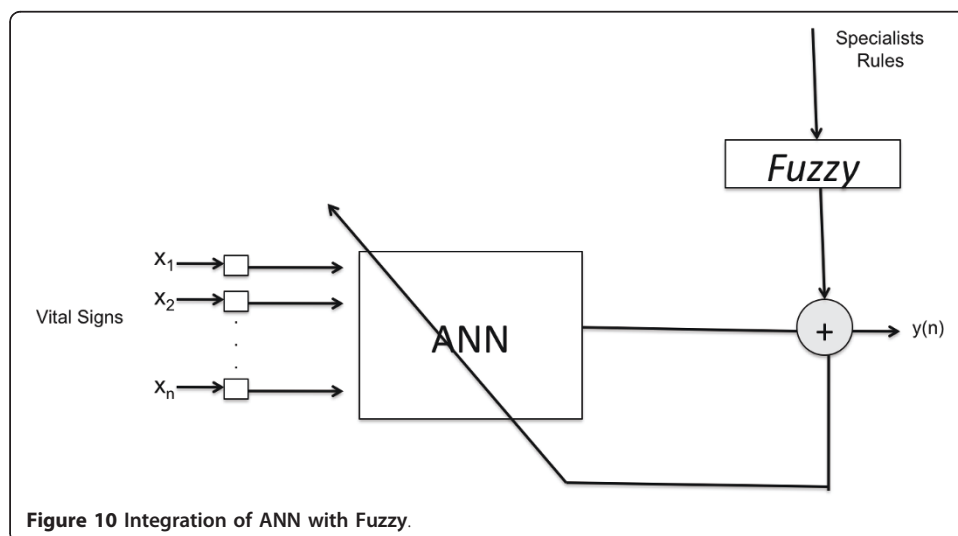 Specialists
Rules
Fuzzy
x1
x2
Vital Signs
.
.
.
xn
ANN
+
y(n)
Figure 10 Integration of ANN with Fuzzy.